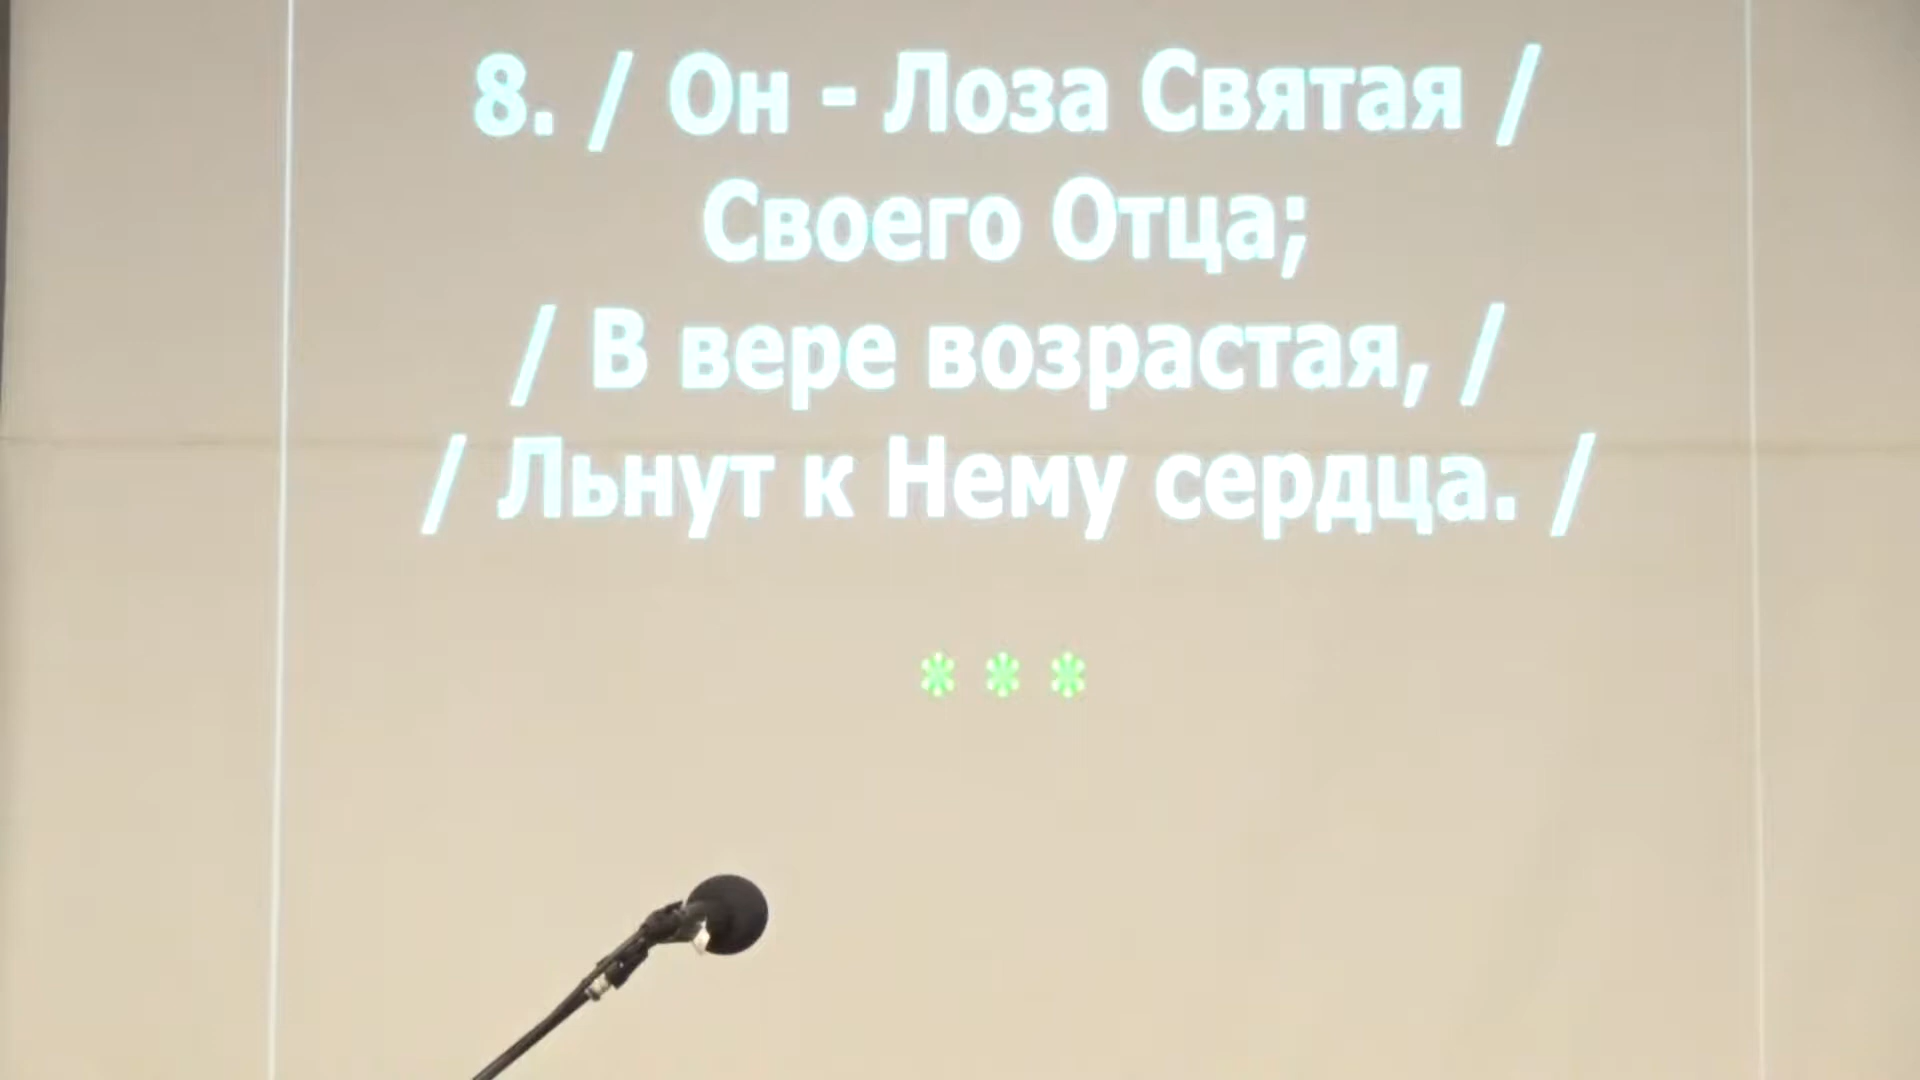 8. / Он - Лоза Святая /
Своего Отца;
/ В вере возрастая, /
/ Льнут к Нему сердца. /
* * *